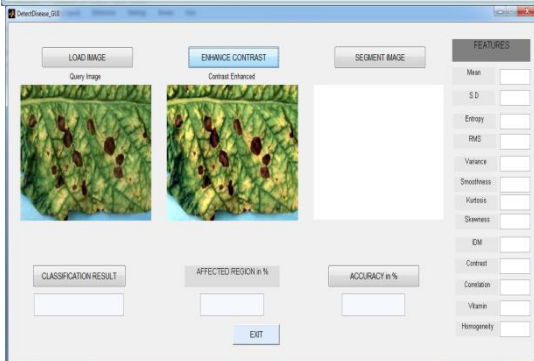 DetectDisease_GUI
LOAD IMAGE
ENHANCE CONTRAST
SEGMENT IMAGE
Query Image
Contrast Enhanced
FEATURES
Mean
S.D
Entropy
RMS
Variance
Smoothness
Kurtosis
Skewness
IDM
Contrast
Correlation
Vitamin
Homogeneity
CLASSIFICATION RESULT
AFFECTED REGION in %
ACCURACY in %
EXIT